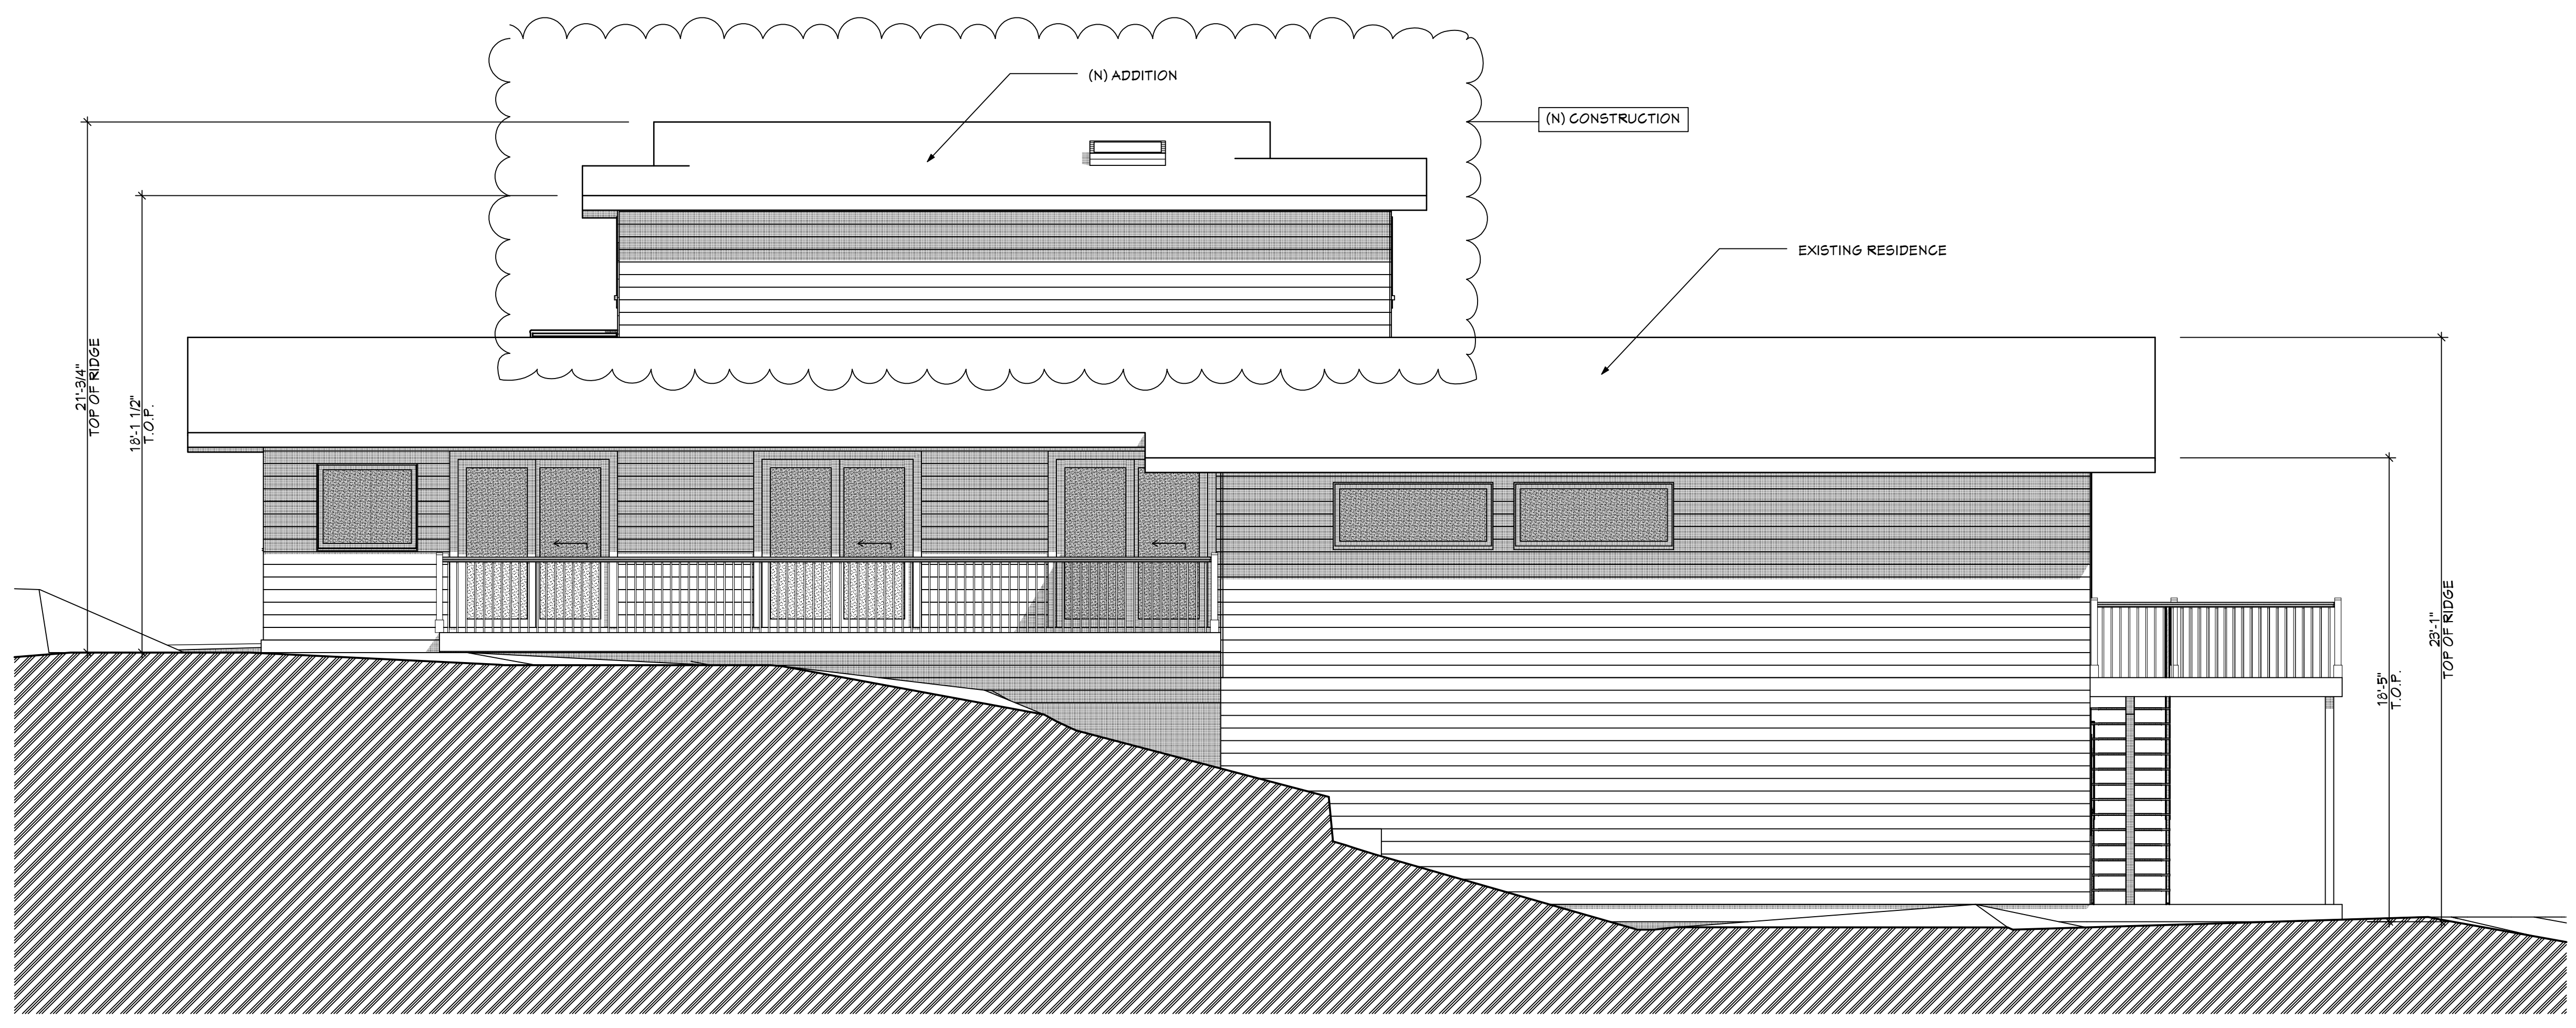 (N) ADDITION
(N) CONSTRUCTION
EXISTING RESIDENCE
21'-3/4"
TOP OF RIDGE
18'-1 1/2"
T.O.P.
18'-5"
T.O.P.
23'-1"
TOP OF RIDGE